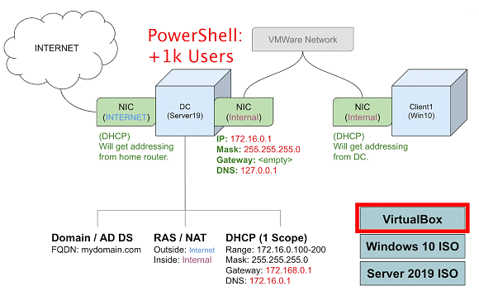 INTERNET
PowerShell:
+1k Users
VMWare Network
NIC
(INTERNET)
DC
(Server19)
NIC
(Internal)
NIC
(Internal)
Client1
(Win10)
(DHCP)
Will get addressing
from home router.
IP: 172.16.0.1
Mask: 255.255.255.0
Gateway: <empty>
DNS: 127.0.0.1
(DHCP)
Will get addressing
from DC.
Domain / AD DS
FQDN: mydomain.com
RAS / NAT
Outside: Internet
Inside: Internal
DHCP (1 Scope)
Range: 172.16.0.100-200
Mask: 255.255.255.0
Gateway: 172.168.0.1
DNS: 172.16.0.1
VirtualBox
Windows 10 ISO
Server 2019 ISO